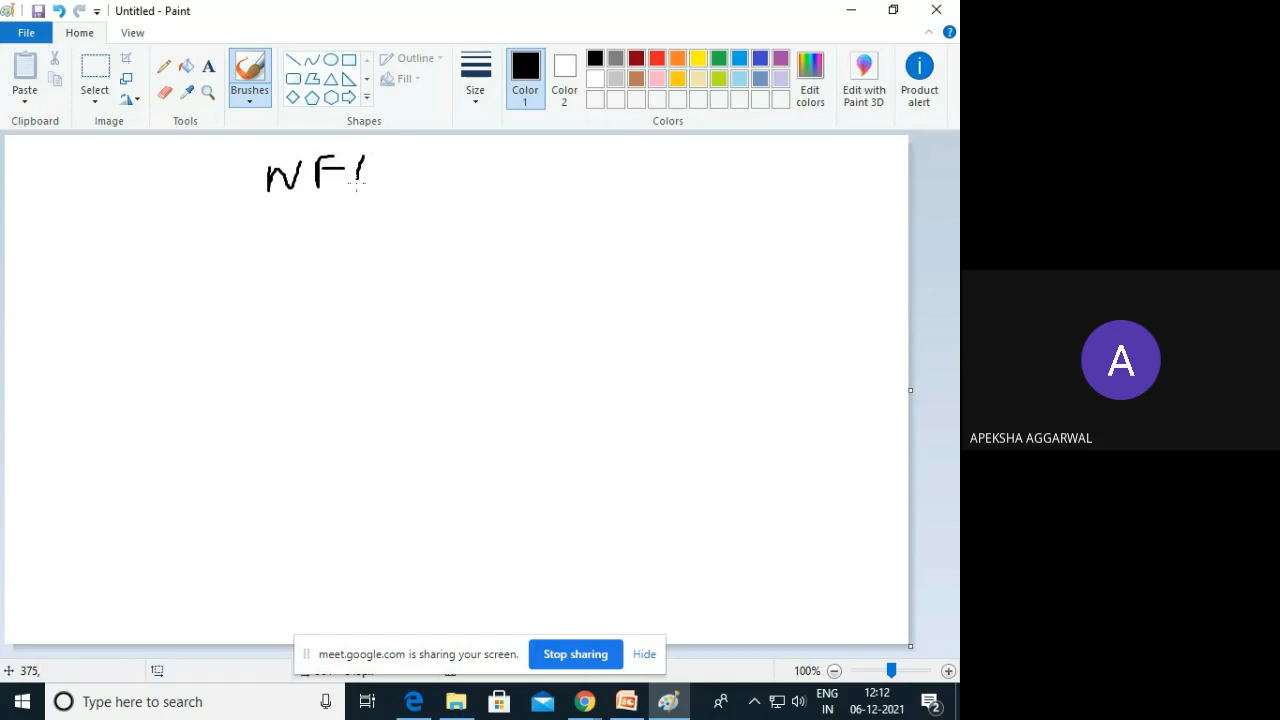 Untitled - Paint
File
Home
View
Paste
Select
Brushes
Outline
Fill
Size
Color
1
Color
2
Edit
colors
Edit with
Paint 3D
Product
alert
Clipboard
Image
Tools
Shapes
Colors
NF
A
APEKSHA AGGARWAL
meet.google.com is sharing your screen.
Stop sharing
Hide
375,
100%
Type here to search
ENG
IN
12:12
06-12-2021
2